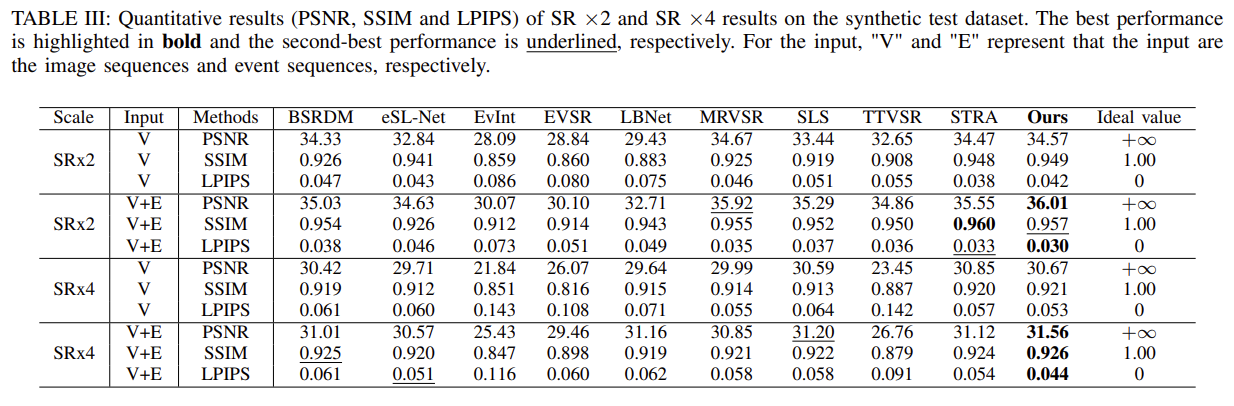 TABLE III: Quantitative results (PSNR, SSIM and LPIPS) of SR ×2 and SR ×4 results on the synthetic test dataset. The best performance
is highlighted in bold and the second-best performance is underlined, respectively. For the input, "V" and "E" represent that the input are
the image sequences and event sequences, respectively.
Scale Input Methods BSRDM eSL-Net EvInt EVSR LBNet MRVSR SLS TTVSR STRA Ours Ideal value
V PSNR 34.33 32.84 28.09 28.84 29.43 34.67 33.44 32.65 34.47 34.57 +∞
SRx2 V SSIM 0.926 0.941 0.859 0.860 0.883 0.925 0.919 0.908 0.948 0.949 1.00
V LPIPS 0.047 0.043 0.086 0.080 0.075 0.046 0.051 0.055 0.038 0.042 0
V+E PSNR 35.03 34.63 30.07 30.10 32.71 35.92 35.29 34.86 35.55 36.01 +∞
SRx2 V+E SSIM 0.954 0.926 0.912 0.914 0.943 0.955 0.952 0.950 0.960 0.957 1.00
V+E LPIPS 0.038 0.046 0.073 0.051 0.049 0.035 0.037 0.036 0.033 0.030 0
V PSNR 30.42 29.71 21.84 26.07 29.64 29.99 30.59 23.45 30.85 30.67 +∞
SRx4 V SSIM 0.919 0.912 0.851 0.816 0.915 0.914 0.913 0.887 0.920 0.921 1.00
V LPIPS 0.061 0.060 0.143 0.108 0.071 0.055 0.064 0.142 0.057 0.053 0
V+E PSNR 31.01 30.57 25.43 29.46 31.16 30.85 31.20 26.76 31.12 31.56 +∞
SRx4 V+E SSIM 0.925 0.920 0.847 0.898 0.919 0.921 0.922 0.879 0.924 0.926 1.00
V+E LPIPS 0.061 0.051 0.116 0.060 0.062 0.058 0.058 0.091 0.054 0.044 0